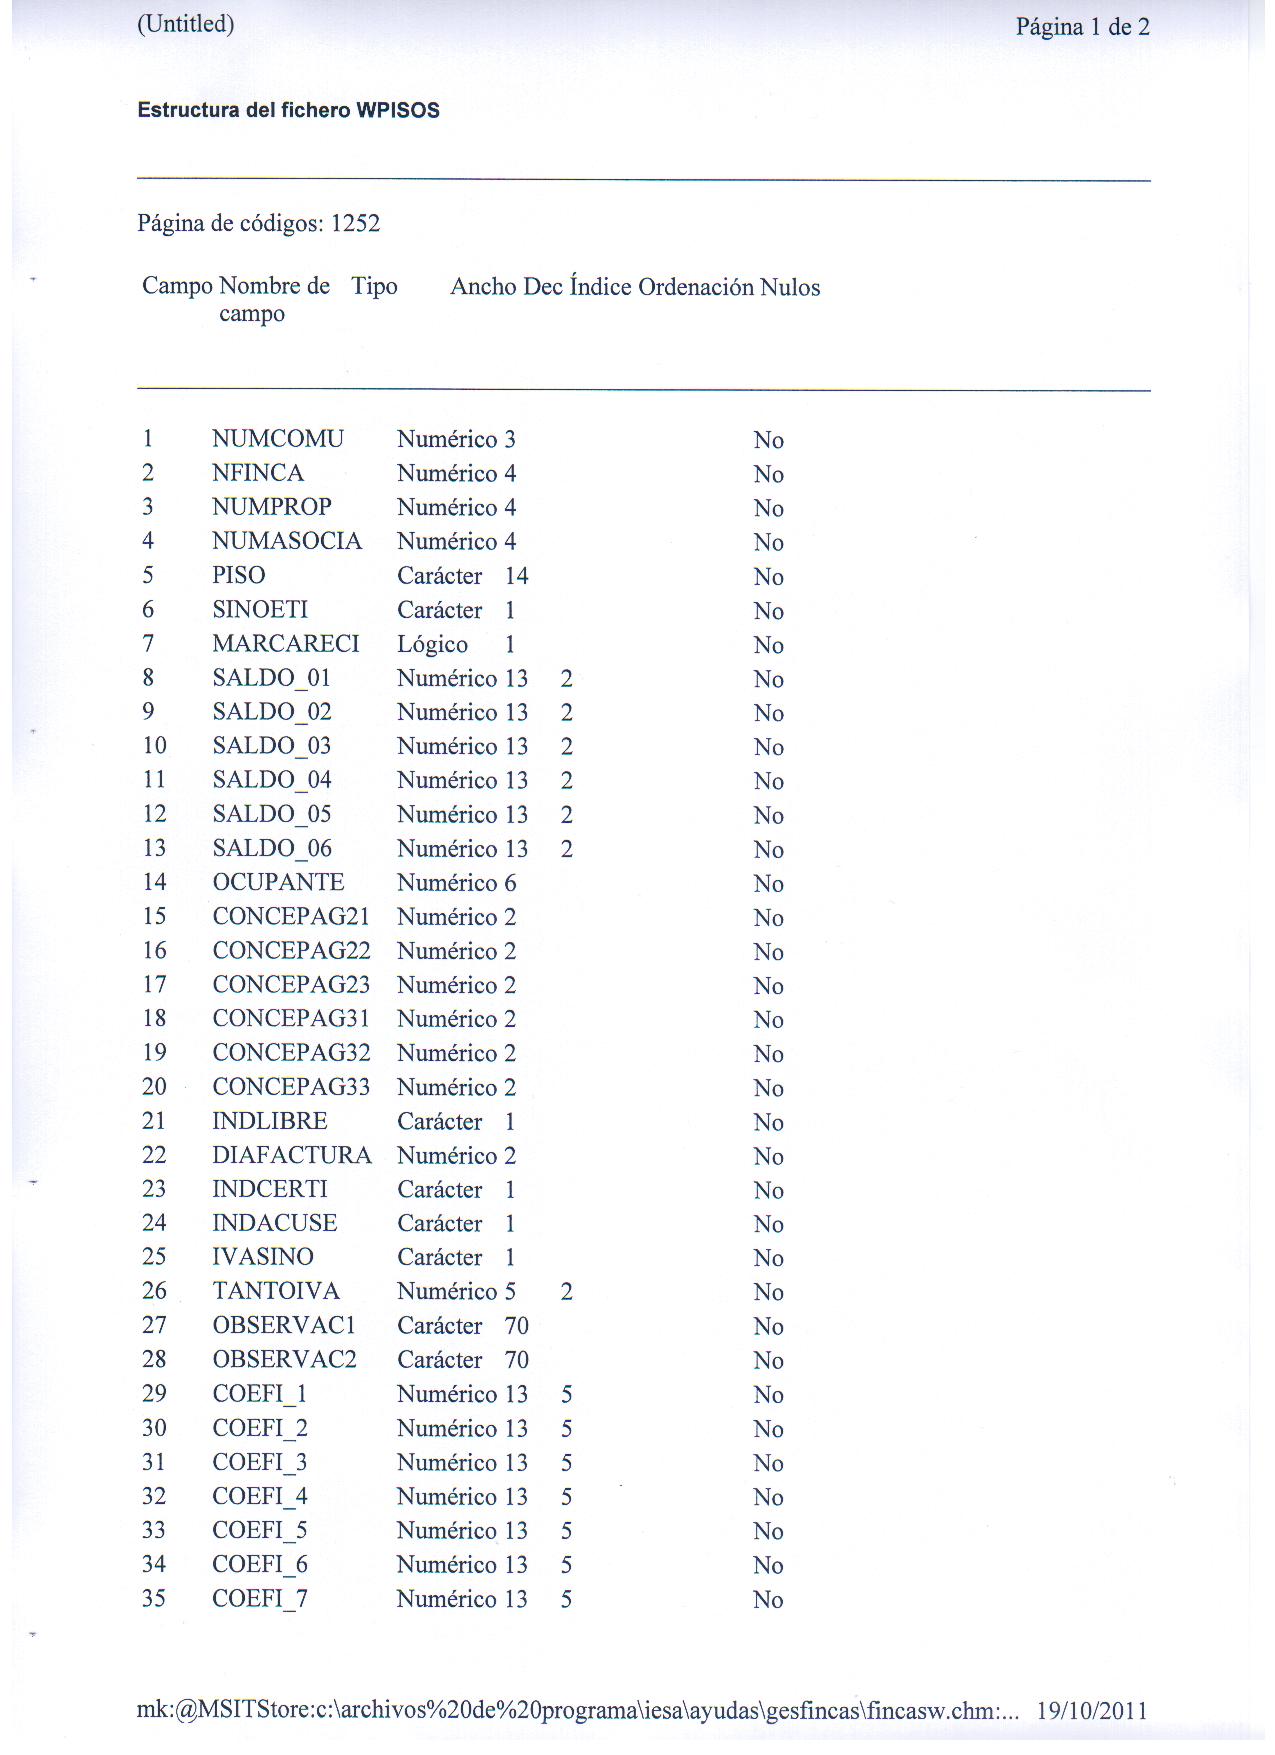 (Untitled) Página 1 de 2
Estructura del fichero WPISOS
Página de códigos: 1252
Campo Nombre de Tipo Ancho Dec Índice Ordenación Nulos
campo
1 NUMCOMU Numérico 3 No
2 NFINCA Numérico 4 No
3 NUMPROP Numérico 4 No
4 NUMASOCIA Numérico 4 No
5 PISO Carácter 14 No
6 SINOETI Carácter 1 No
7 MARCARECI Lógico 1 No
8 SALDO_01 Numérico 13 2 No
9 SALDO_02 Numérico 13 2 No
10 SALDO_03 Numérico 13 2 No
11 SALDO_04 Numérico 13 2 No
12 SALDO_05 Numérico 13 2 No
13 SALDO_06 Numérico 13 2 No
14 OCUPANTE Numérico 6 No
15 CONCEPAG21 Numérico 2 No
16 CONCEPAG22 Numérico 2 No
17 CONCEPAG23 Numérico 2 No
18 CONCEPAG31 Numérico 2 No
19 CONCEPAG32 Numérico 2 No
20 CONCEPAG33 Numérico 2 No
21 INDLIBRE Carácter 1 No
22 DIAFACTURA Numérico 2 No
23 INDCERTI Carácter 1 No
24 INDACUSE Carácter 1 No
25 IVASINO Carácter 1 No
26 TANTOIVA Numérico 5 2 No
27 OBSERVAC1 Carácter 70 No
28 OBSERVAC2 Carácter 70 No
29 COEFI_1 Numérico 13 5 No
30 COEFI_2 Numérico 13 5 No
31 COEFI_3 Numérico 13 5 No
32 COEFI_4 Numérico 13 5 No
33 COEFI_5 Numérico 13 5 No
34 COEFI_6 Numérico 13 5 No
35 COEFI_7 Numérico 13 5 No
mk:@MSITStore:c:\archivos%20de%20programa\iesa\ayudas\gesfincas\fincasw.chm:... 19/10/2011